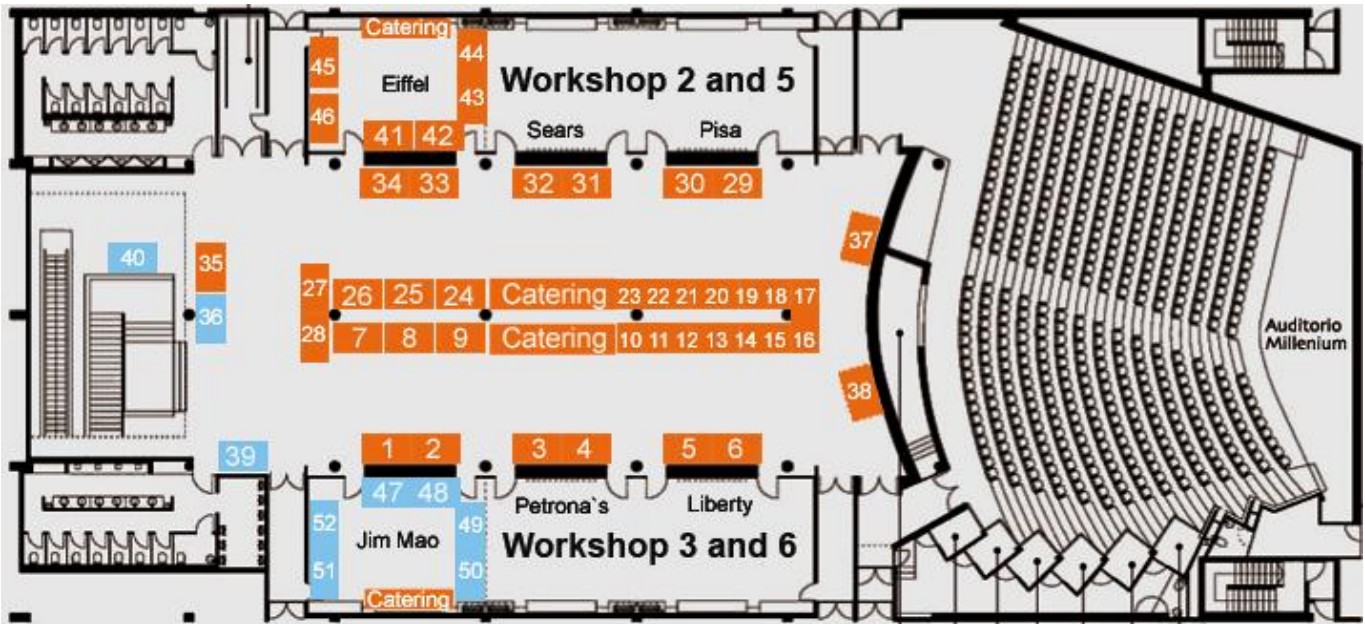 Catering
45
44
Eiffel
Workshop 2 and 5
46
43
41 42
Sears
Pisa
34 33
32 31
30 29
37
40
35
27
26 25 24 Catering 23 22 21 20 19 18 17
36
28
7 8 9 Catering 10 11 12 13 14 15 16
Auditorio
Millenium
38
39
1 2
3 4
5 6
47 48
52
49
Petrona`s
Liberty
Jim Mao
Workshop 3 and 6
51
50
Catering